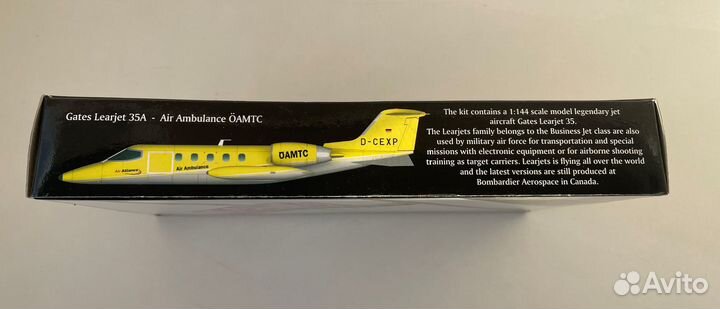 Gates Learjet 35A - Air Ambulance ÖAMTC
The kit contains a 1:144 scale model legendary jet
aircraft Gates Learjet 35.
The Learjets family belongs to the Business Jet class are also
used by military air force for transportation and special
missions with electronic equipment or for airborne shooting
training as target carriers. Learjets is flying all over the world
and the latest versions are still produced at
Bombardier Aerospace in Canada.
D-CEXP
ÖAMTC
Air Alliance
Air Ambulance
Avito